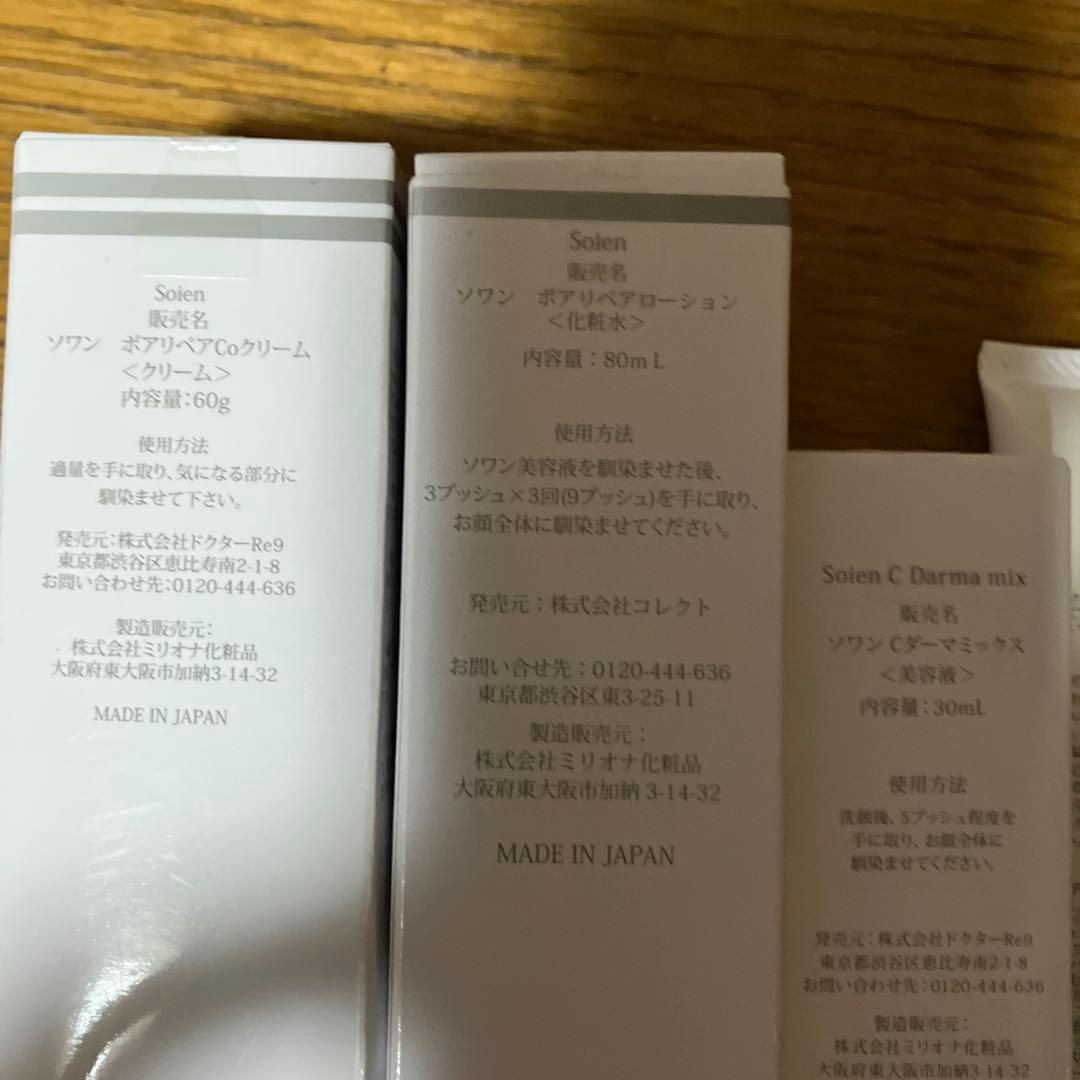 Soien
販売名
ソワン ポアリペアCoクリーム
＜クリーム＞
内容量:60g
使用方法
適量を手に取り、気になる部分に
馴染ませて下さい。
発売元:株式会社ドクターRe9
東京都渋谷区恵比寿南2-1-8
お問い合わせ先:0120-444-636
製造販売元:
株式会社ミリオナ化粧品
大阪府東大阪市加納3-14-32
MADE IN JAPAN
Soien
販売名
ソワン ポアリペアローション
＜化粧水＞
内容量：80mL
使用方法
ソワン美容液を馴染ませた後、
3プッシュ×3回(9プッシュ)を手に取り、
お顔全体に馴染ませてください。
発売元：株式会社コレクト
お問い合せ先：0120-444-636
東京都渋谷区東3-25-11
製造販売元：
株式会社ミリオナ化粧品
大阪府東大阪市加納 3-14-32
MADE IN JAPAN
Soien C Darma mix
販売名
ソワン Cダーマミックス
＜美容液＞
内容量:30mL
使用方法
洗顔後、5プッシュ程度を
手に取り、お顔全体に
馴染ませてください。
発売元:株式会社ドクターRe9
東京都渋谷区恵比寿南2-1-8
お問い合わせ先:0120-444-636
製造販売元:
株式会社ミリオナ化粧品
大阪府東大阪市加納3-14-32